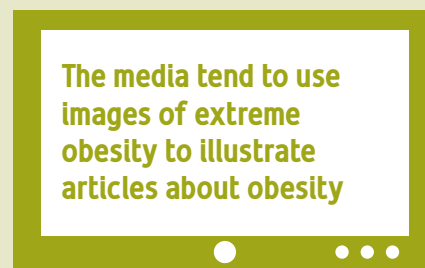 The media tend to use
images of extreme
obesity to illustrate
articles about obesity